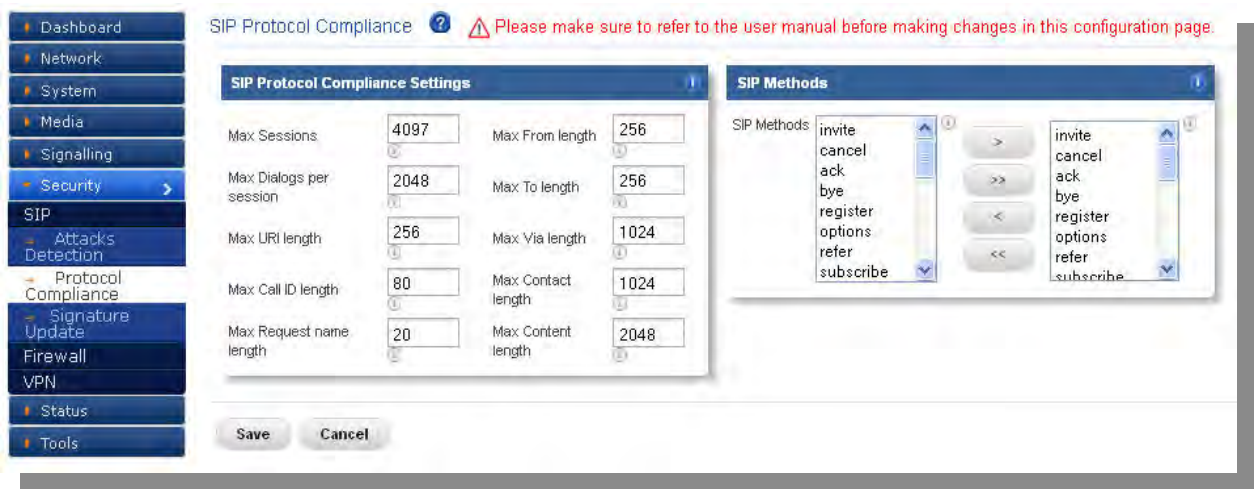 Dashboard
Network
System
Media
Signalling
Security
SIP
Attacks
Detection
Protocol
Compliance
Signature
Update
Firewall
VPN
Status
Tools
SIP Protocol Compliance ? Please make sure to refer to the user manual before making changes in this configuration page.
SIP Protocol Compliance Settings
Max Sessions 4097
Max From length 256
Max Dialogs per
session 2048
Max To length 256
Max URI length 256
Max Via length 1024
Max Call ID length 80
Max Contact
length 1024
Max Request name
length 20
Max Content
length 2048
SIP Methods
SIP Methods
invite
cancel
ack
bye
register
options
refer
subscribe
>
>>
<
<<
invite
cancel
ack
bye
register
options
refer
subscribe
Save Cancel